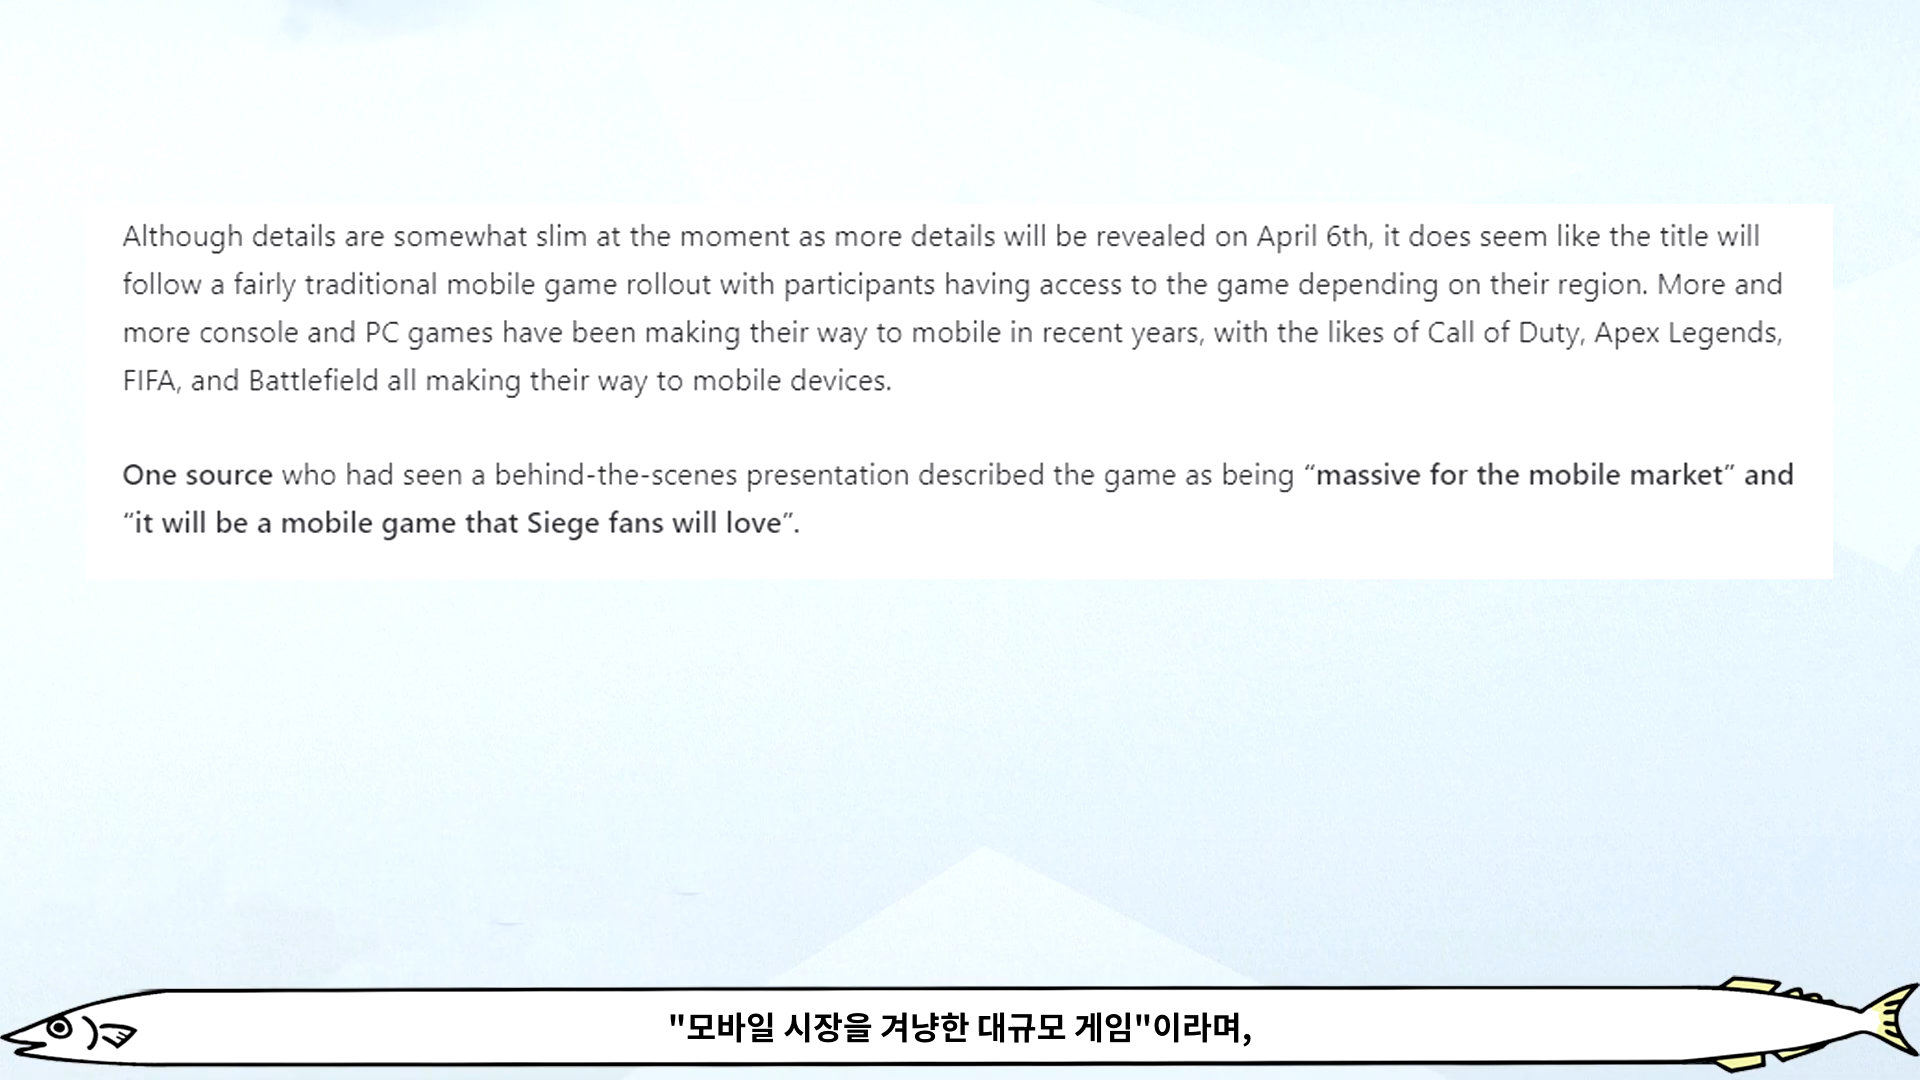 Although details are somewhat slim at the moment as more details will be revealed on April 6th, it does seem like the title will
follow a fairly traditional mobile game rollout with participants having access to the game depending on their region. More and
more console and PC games have been making their way to mobile in recent years, with the likes of Call of Duty, Apex Legends,
FIFA, and Battlefield all making their way to mobile devices.
One source who had seen a behind-the-scenes presentation described the game as being “massive for the mobile market” and
“it will be a mobile game that Siege fans will love”.
"모바일 시장을 겨냥한 대규모 게임"이라며,